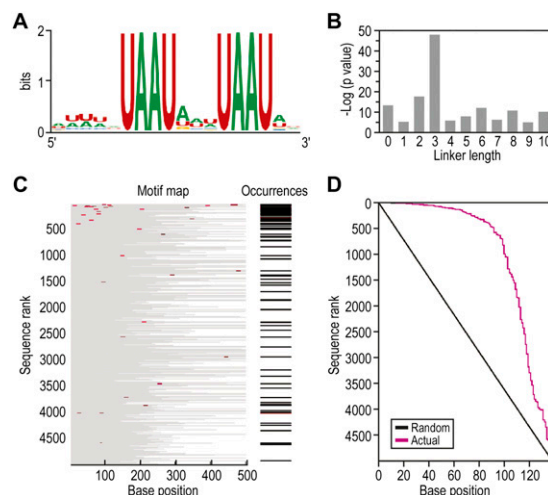 A
2
bits
1
0
UAAUAUAAUA
5'
3'
B
-Log (p value)
50
40
30
20
10
0
0 1 2 3 4 5 6 7 8 9 10
Linker length
C
Motif map
Occurrences
Sequence rank
500
1000
1500
2000
2500
3000
3500
4000
4500
10 100 200 300 400 500
Base position
D
Sequence rank
0
500
1000
1500
2000
2500
3000
3500
4000
4500
Random
Actual
0 20 40 60 80 100 120
Base position